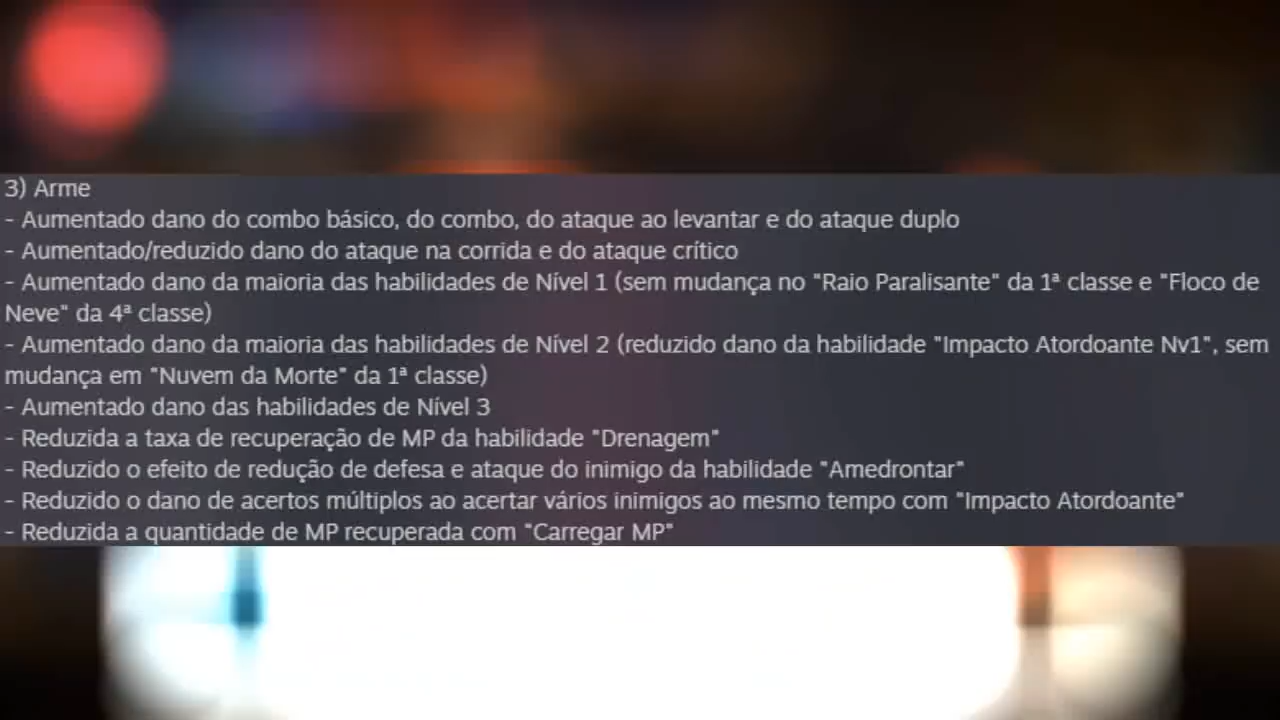 3) Arme
- Aumentado dano do combo básico, do combo, do ataque ao levantar e do ataque duplo
- Aumentado/reduzido dano do ataque na corrida e do ataque crítico
- Aumentado dano da maioria das habilidades de Nível 1 (sem mudança no "Raio Paralisante" da 1ª classe e "Floco de
Neve" da 4ª classe)
- Aumentado dano da maioria das habilidades de Nível 2 (reduzido dano da habilidade "Impacto Atordoante Nv1", sem
mudança em "Nuvem da Morte" da 1ª classe)
- Aumentado dano das habilidades de Nível 3
- Reduzida a taxa de recuperação de MP da habilidade "Drenagem"
- Reduzido o efeito de redução de defesa e ataque do inimigo da habilidade "Amedrontar"
- Reduzido o dano de acertos múltiplos ao acertar vários inimigos ao mesmo tempo com "Impacto Atordoante"
- Reduzida a quantidade de MP recuperada com "Carregar MP"